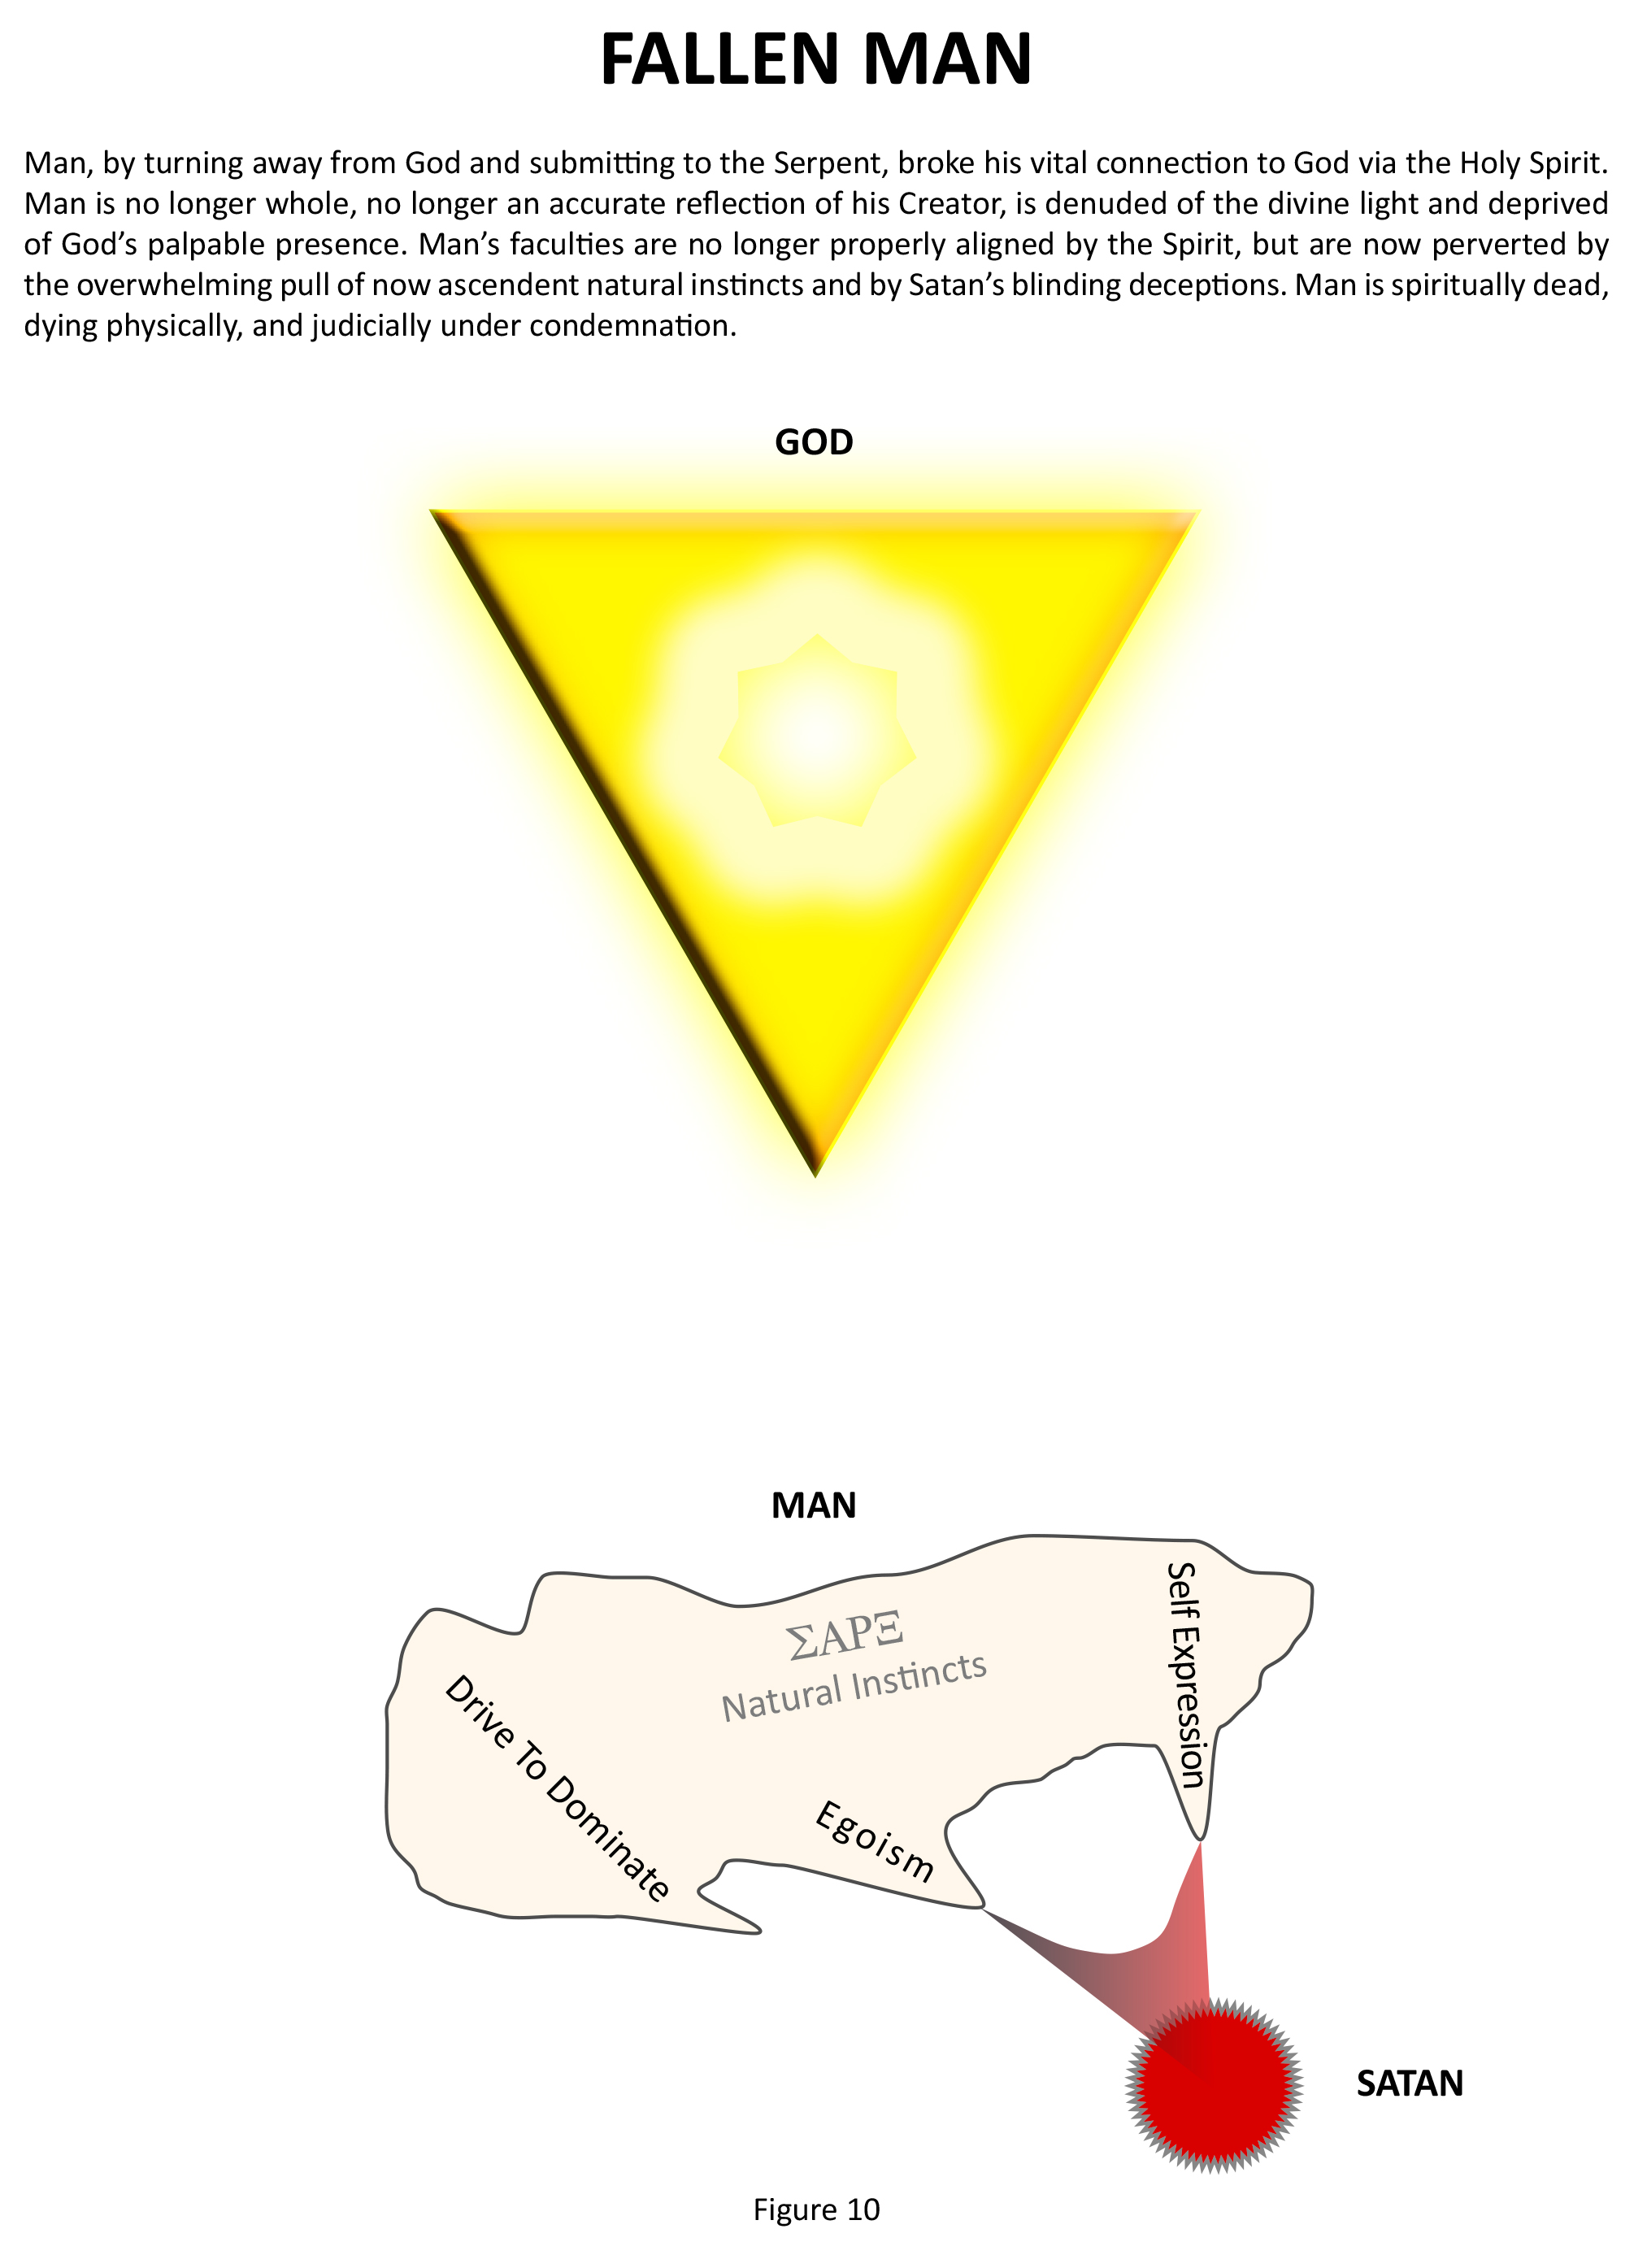 FALLEN MAN
Man, by turning away from God and submitting to the Serpent, broke his vital connection to God via the Holy Spirit.
Man is no longer whole, no longer an accurate reflection of his Creator, is denuded of the divine light and deprived
of God’s palpable presence. Man’s faculties are no longer properly aligned by the Spirit, but are now perverted by
the overwhelming pull of now ascendent natural instincts and by Satan’s blinding deceptions. Man is spiritually dead,
dying physically, and judicially under condemnation.
GOD
MAN
Self Expression
ΣΑΡΞ
Natural Instincts
Drive To Dominate
Egoism
SATAN
Figure 10